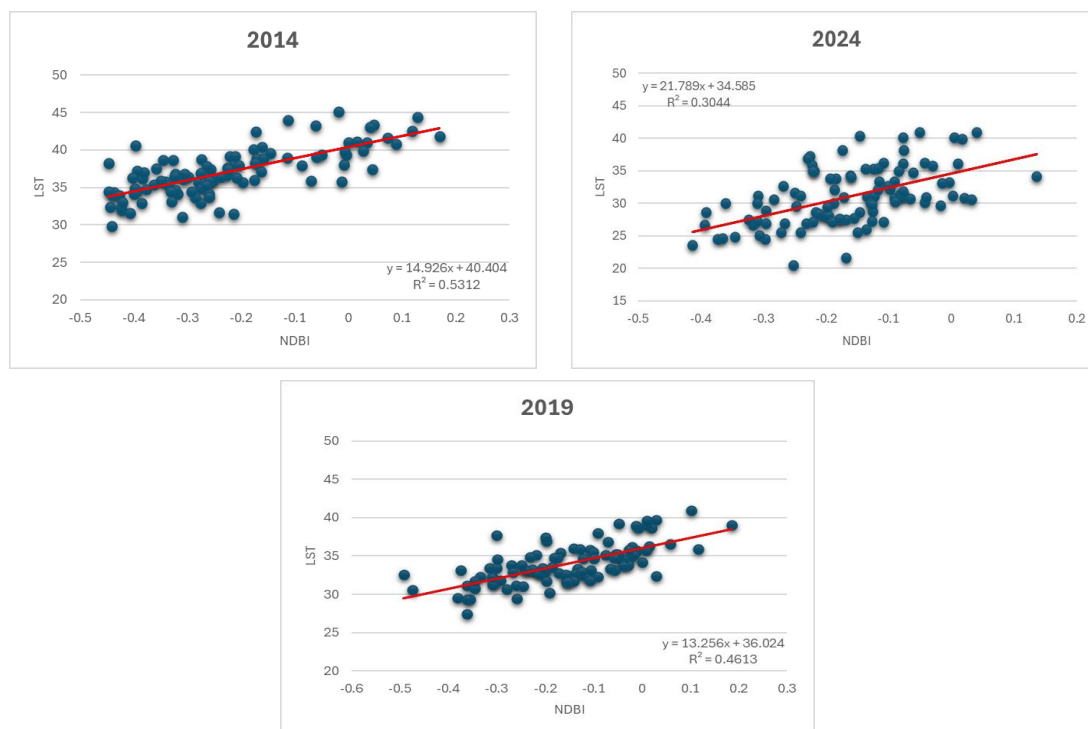 2014
50
45
40
35
30
25
20
LST
-0.5 -0.4 -0.3 -0.2 -0.1 0 0.1 0.2 0.3
NDBI
y = 14.926x + 40.404
R² = 0.5312
2024
50
45
40
35
30
25
20
15
LST
-0.5 -0.4 -0.3 -0.2 -0.1 0 0.1 0.2
NDBI
y = 21.789x + 34.585
R² = 0.3044
2019
50
45
40
35
30
25
20
LST
-0.6 -0.5 -0.4 -0.3 -0.2 -0.1 0 0.1 0.2 0.3
NDBI
y = 13.256x + 36.024
R² = 0.4613